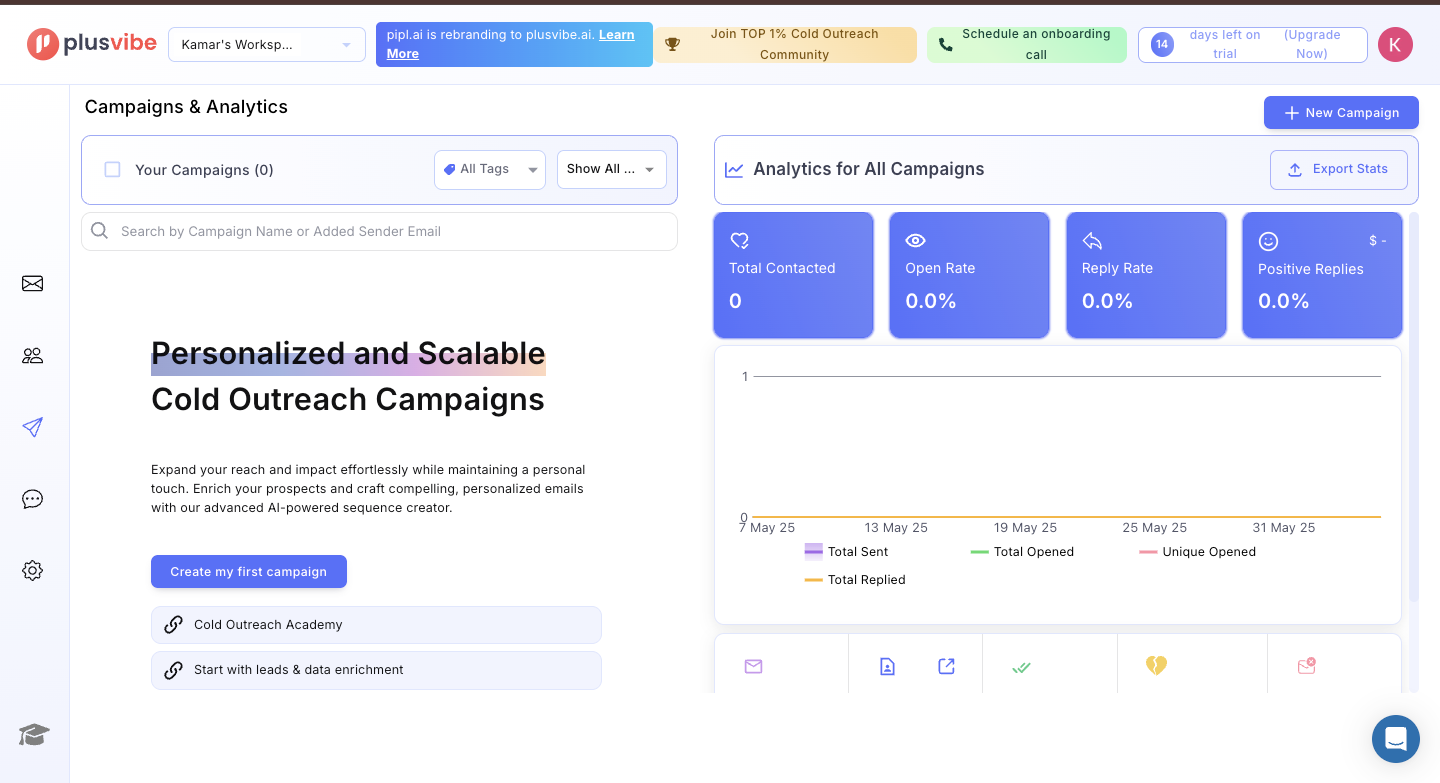 plusvibe
Kamar's Worksp...
pipl.ai is rebranding to plusvibe.ai. Learn
More
Join TOP 1% Cold Outreach
Community
Schedule an onboarding
call
14
days left on
trial
(Upgrade
Now)
K
Campaigns & Analytics
New Campaign
Your Campaigns (0)
All Tags
Show All ...
Analytics for All Campaigns
Export Stats
Search by Campaign Name or Added Sender Email
Total Contacted
0
Open Rate
0.0%
Reply Rate
0.0%
$ -
Positive Replies
0.0%
Personalized and Scalable
Cold Outreach Campaigns
Expand your reach and impact effortlessly while maintaining a personal
touch. Enrich your prospects and craft compelling, personalized emails
with our advanced AI-powered sequence creator.
Create my first campaign
Cold Outreach Academy
Start with leads & data enrichment
1
0
7 May 25
13 May 25
19 May 25
25 May 25
31 May 25
Total Sent
Total Opened
Unique Opened
Total Replied